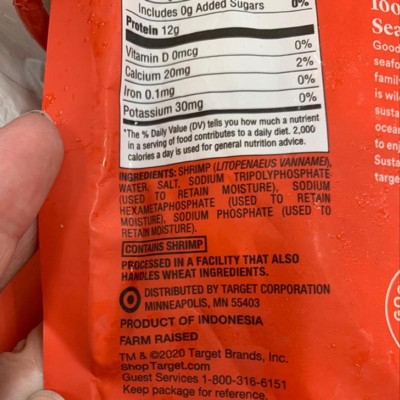 Includes 0g Added Sugars 0%
Protein 12g
Vitamin D 0mcg 0%
Calcium 20mg 2%
Iron 0.1mg 0%
Potassium 30mg 0%
*The % Daily Value (DV) tells you how much a nutrient
in a serving of food contributes to a daily diet. 2,000
calories a day is used for general nutrition advice.
INGREDIENTS: SHRIMP (LITOPENAEUS VANNAMEI),
WATER, SALT, SODIUM TRIPOLYPHOSPHATE
(USED TO RETAIN MOISTURE), SODIUM
HEXAMETAPHOSPHATE (USED TO RETAIN
MOISTURE), SODIUM PHOSPHATE (USED TO
RETAIN MOISTURE).
CONTAINS SHRIMP
PROCESSED IN A FACILITY THAT ALSO
HANDLES WHEAT INGREDIENTS.
DISTRIBUTED BY TARGET CORPORATION
MINNEAPOLIS, MN 55403
PRODUCT OF INDONESIA
FARM RAISED
TM & ©2020 Target Brands, Inc.
ShopTarget.com
Guest Services 1-800-316-6151
Keep package for reference.
Good